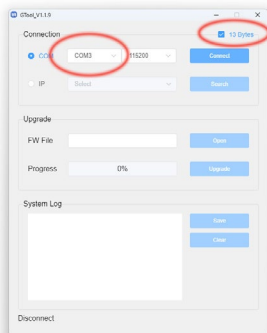 GTool_V1.1.9
Connection
13 Bytes
COM COM3 115200 Connect
IP Select Search
Upgrade
FW File Open
Progress 0% Upgrade
System Log
Save
Clear
Disconnect